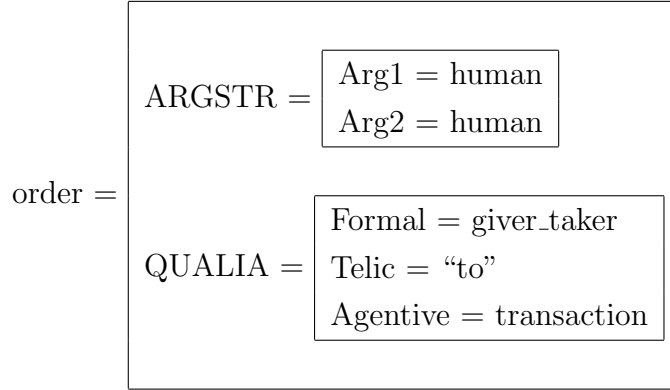 order =
ARGSTR =
Arg1 = human
Arg2 = human
QUALIA =
Formal = giver_taker
Telic = “to”
Agentive = transaction